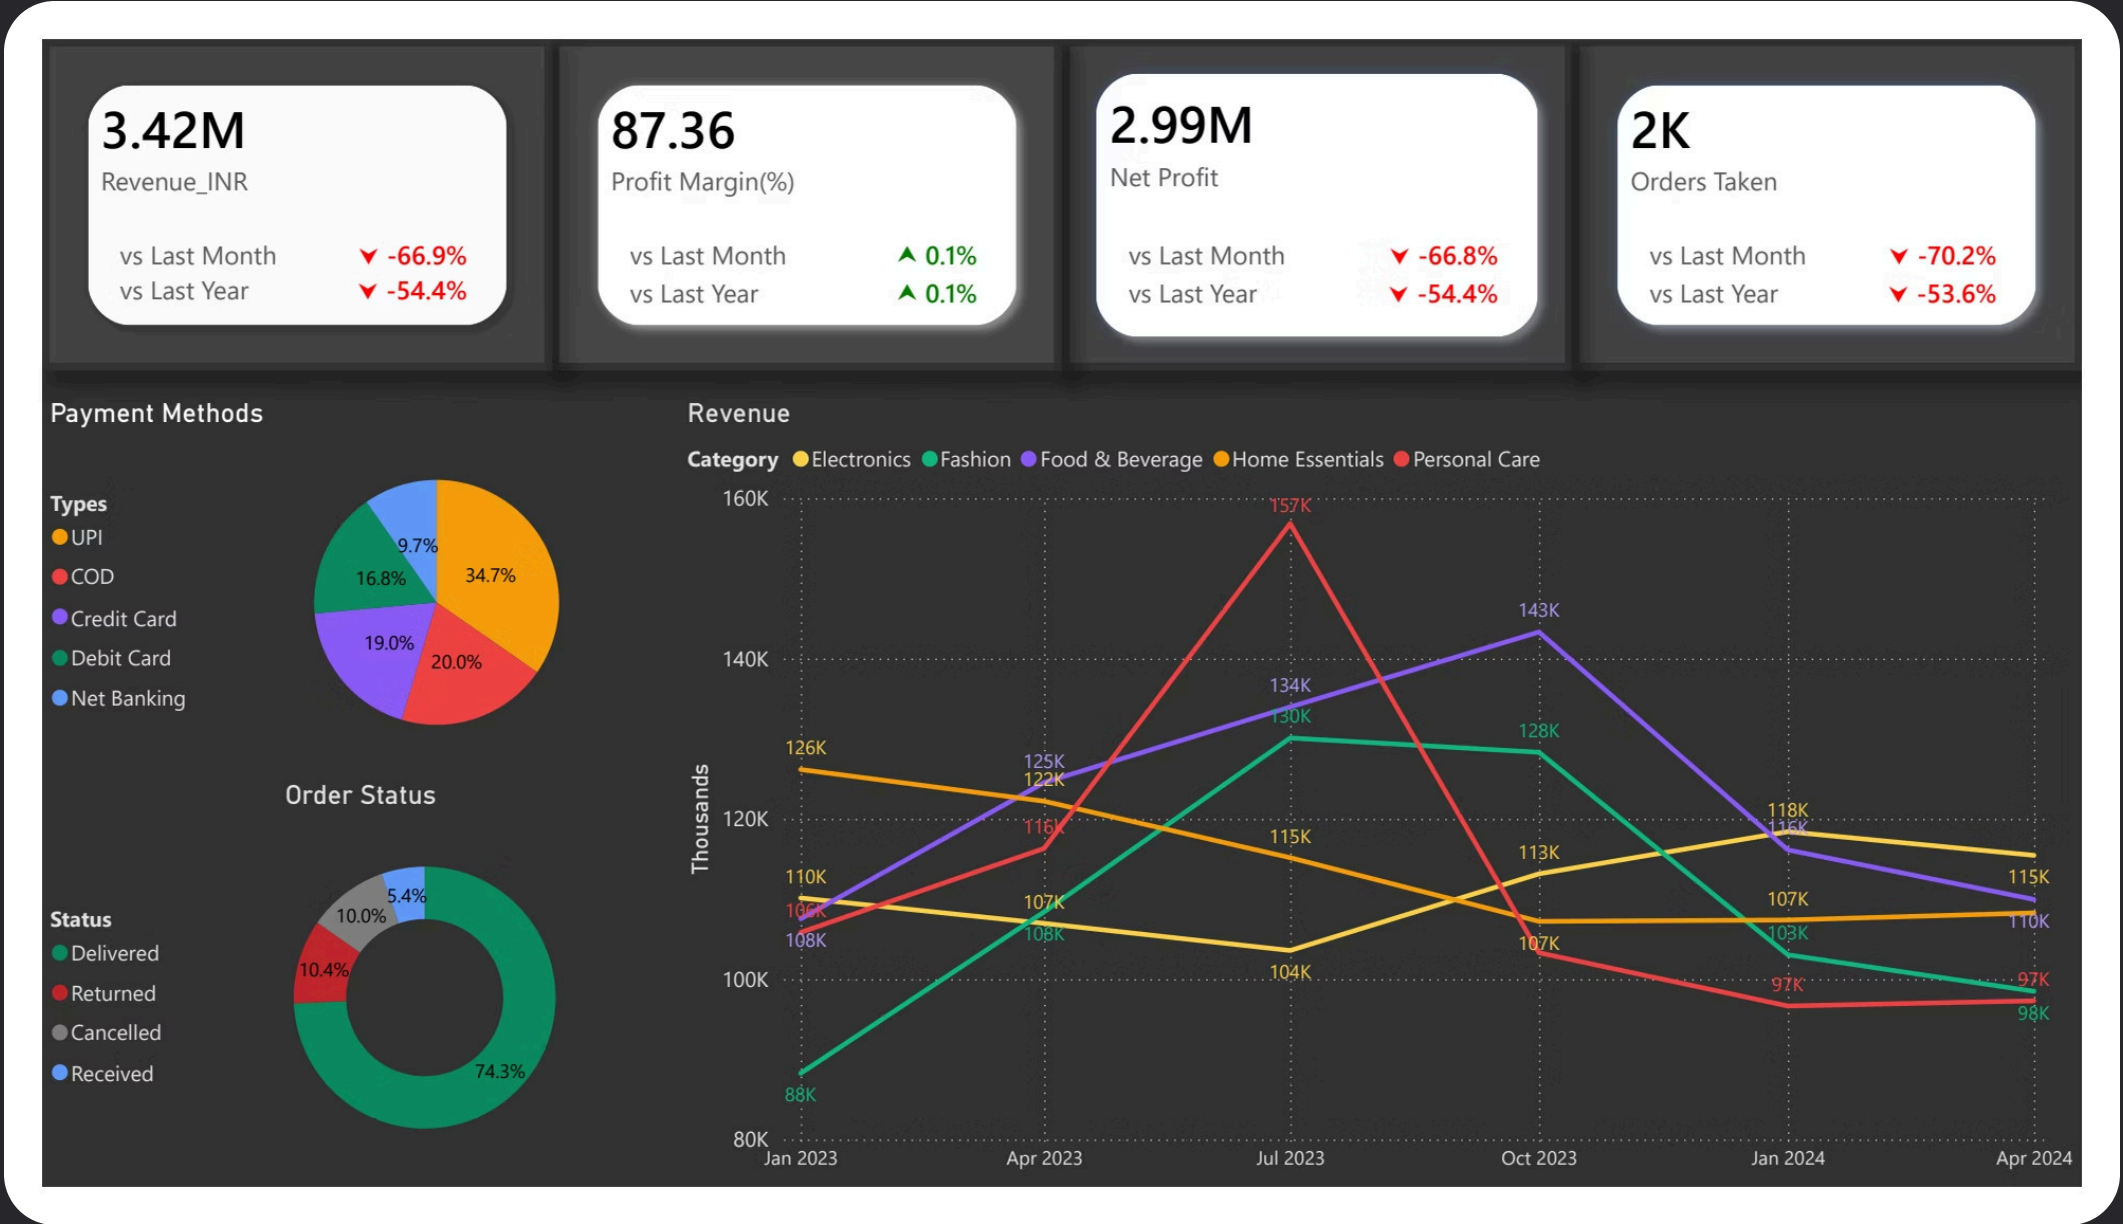 3.42M
Revenue_INR
vs Last Month -66.9%
vs Last Year -54.4%
87.36
Profit Margin(%)
vs Last Month 0.1%
vs Last Year 0.1%
2.99M
Net Profit
vs Last Month -66.8%
vs Last Year -54.4%
2K
Orders Taken
vs Last Month -70.2%
vs Last Year -53.6%
Payment Methods
Types
UPI
COD
Credit Card
Debit Card
Net Banking
9.7%
34.7%
16.8%
19.0%
20.0%
Order Status
Status
Delivered
Returned
Cancelled
Received
5.4%
10.0%
10.4%
74.3%
Revenue
Category Electronics Fashion Food & Beverage Home Essentials Personal Care
Thousands
160K
140K
120K
100K
80K
157K
143K
134K
130K
128K
126K
125K
122K
116K
115K
118K
116K
113K
110K
107K
106K
108K
108K
104K
107K
107K
103K
97K
115K
110K
97K
98K
88K
Jan 2023 Apr 2023 Jul 2023 Oct 2023 Jan 2024 Apr 2024